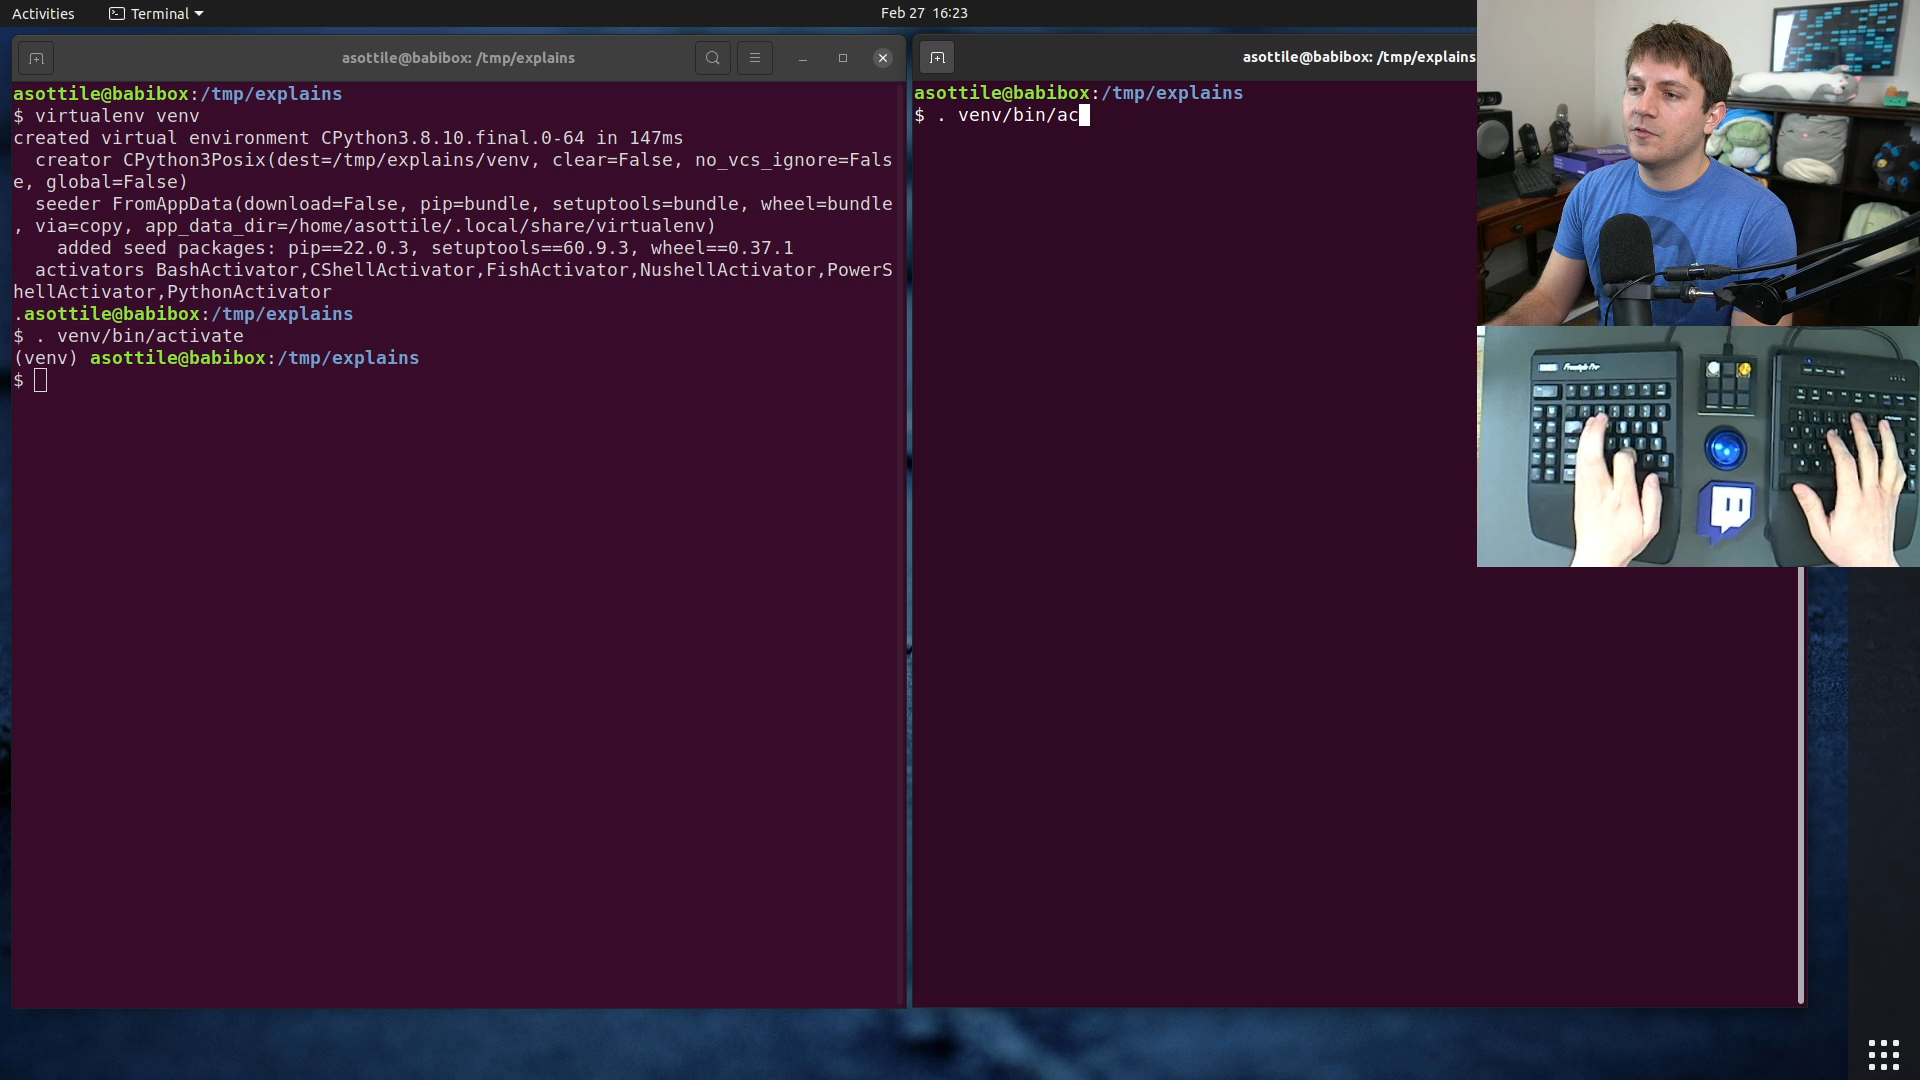 Activities
Terminal
Feb 27 16:23
asottile@babibox: /tmp/explains
asottile@babibox:/tmp/explains
$ virtualenv venv
created virtual environment CPython3.8.10.final.0-64 in 147ms
  creator CPython3Posix(dest=/tmp/explains/venv, clear=False, no_vcs_ignore=Fals
e, global=False)
  seeder FromAppData(download=False, pip=bundle, setuptools=bundle, wheel=bundle
, via=copy, app_data_dir=/home/asottile/.local/share/virtualenv)
    added seed packages: pip==22.0.3, setuptools==60.9.3, wheel==0.37.1
  activators BashActivator,CShellActivator,FishActivator,NushellActivator,PowerS
hellActivator,PythonActivator
.asottile@babibox:/tmp/explains
$ . venv/bin/activate
(venv) asottile@babibox:/tmp/explains
$
asottile@babibox: /tmp/explains
asottile@babibox:/tmp/explains
$ . venv/bin/ac
Freestyle Pro